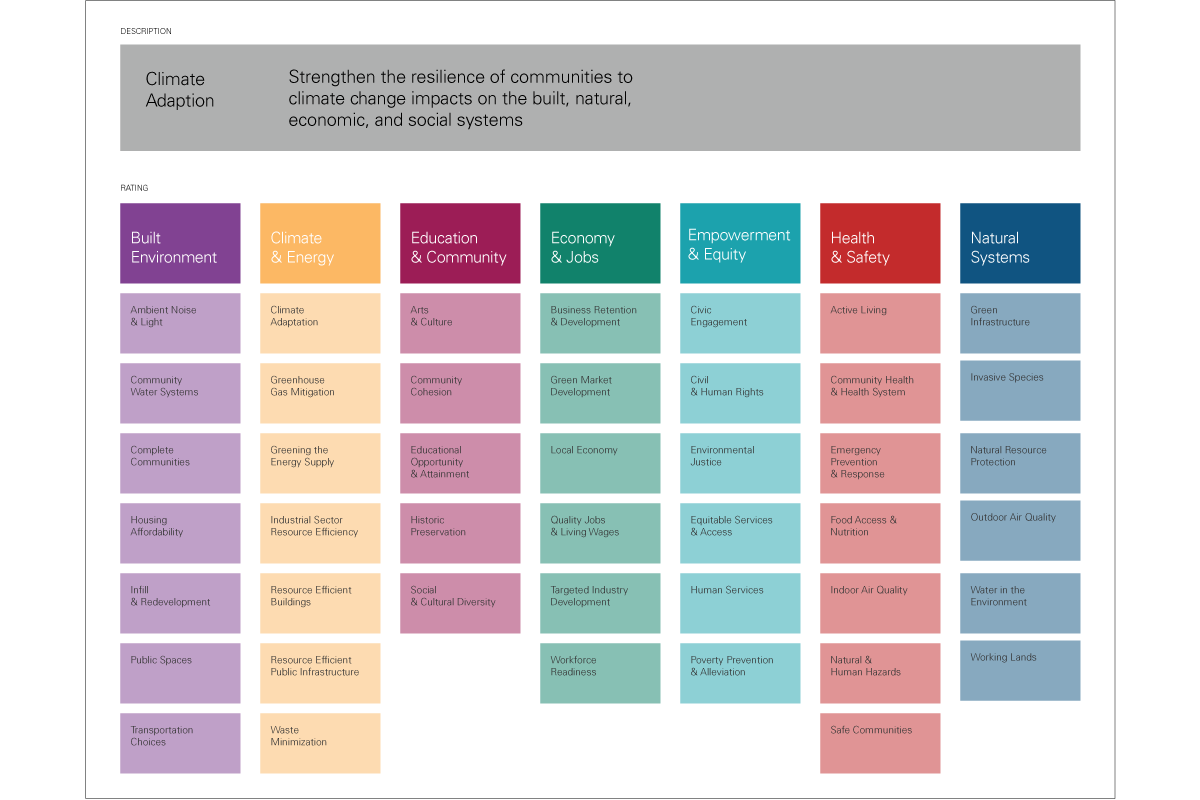 DESCRIPTION
Climate
Adaption
Strengthen the resilience of communities to
climate change impacts on the built, natural,
economic, and social systems
RATING
Built
Environment
Ambient Noise
& Light
Community
Water Systems
Complete
Communities
Housing
Affordability
Infill
& Redevelopment
Public Spaces
Transportation
Choices
Climate
& Energy
Climate
Adaptation
Greenhouse
Gas Mitigation
Greening the
Energy Supply
Industrial Sector
Resource Efficiency
Resource Efficient
Buildings
Resource Efficient
Public Infrastructure
Waste
Minimization
Education
& Community
Arts
& Culture
Community
Cohesion
Educational
Opportunity
& Attainment
Historic
Preservation
Social
& Cultural Diversity
Economy
& Jobs
Business Retention
& Development
Green Market
Development
Local Economy
Quality Jobs
& Living Wages
Targeted Industry
Development
Workforce
Readiness
Empowerment
& Equity
Civic
Engagement
Civil
& Human Rights
Environmental
Justice
Equitable Services
& Access
Human Services
Poverty Prevention
& Alleviation
Health
& Safety
Active Living
Community Health
& Health System
Emergency
Prevention
& Response
Food Access &
Nutrition
Indoor Air Quality
Natural &
Human Hazards
Safe Communities
Natural
Systems
Green
Infrastructure
Invasive Species
Natural Resource
Protection
Outdoor Air Quality
Water in the
Environment
Working Lands